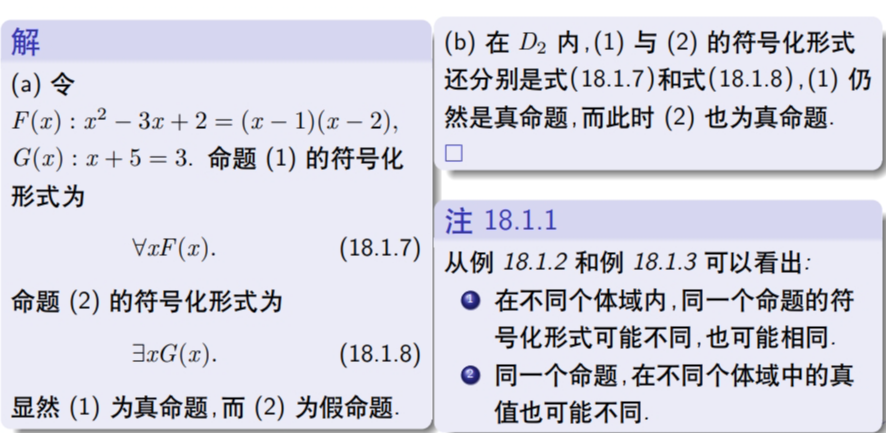 解
(a) 令
F(x) : x² − 3x + 2 = (x − 1)(x − 2),
G(x) : x + 5 = 3. 命题 (1) 的符号化
形式为
∀xF(x). (18.1.7)
命题 (2) 的符号化形式为
∃xG(x). (18.1.8)
显然 (1) 为真命题,而 (2) 为假命题.
(b) 在 D₂ 内,(1) 与 (2) 的符号化形式
还分别是式(18.1.7)和式(18.1.8),(1) 仍
然是真命题,而此时 (2) 也为真命题.
□
注 18.1.1
从例 18.1.2 和例 18.1.3 可以看出:
1 在不同个体域内,同一个命题的符
号化形式可能不同,也可能相同.
2 同一个命题,在不同个体域中的真
值也可能不同.